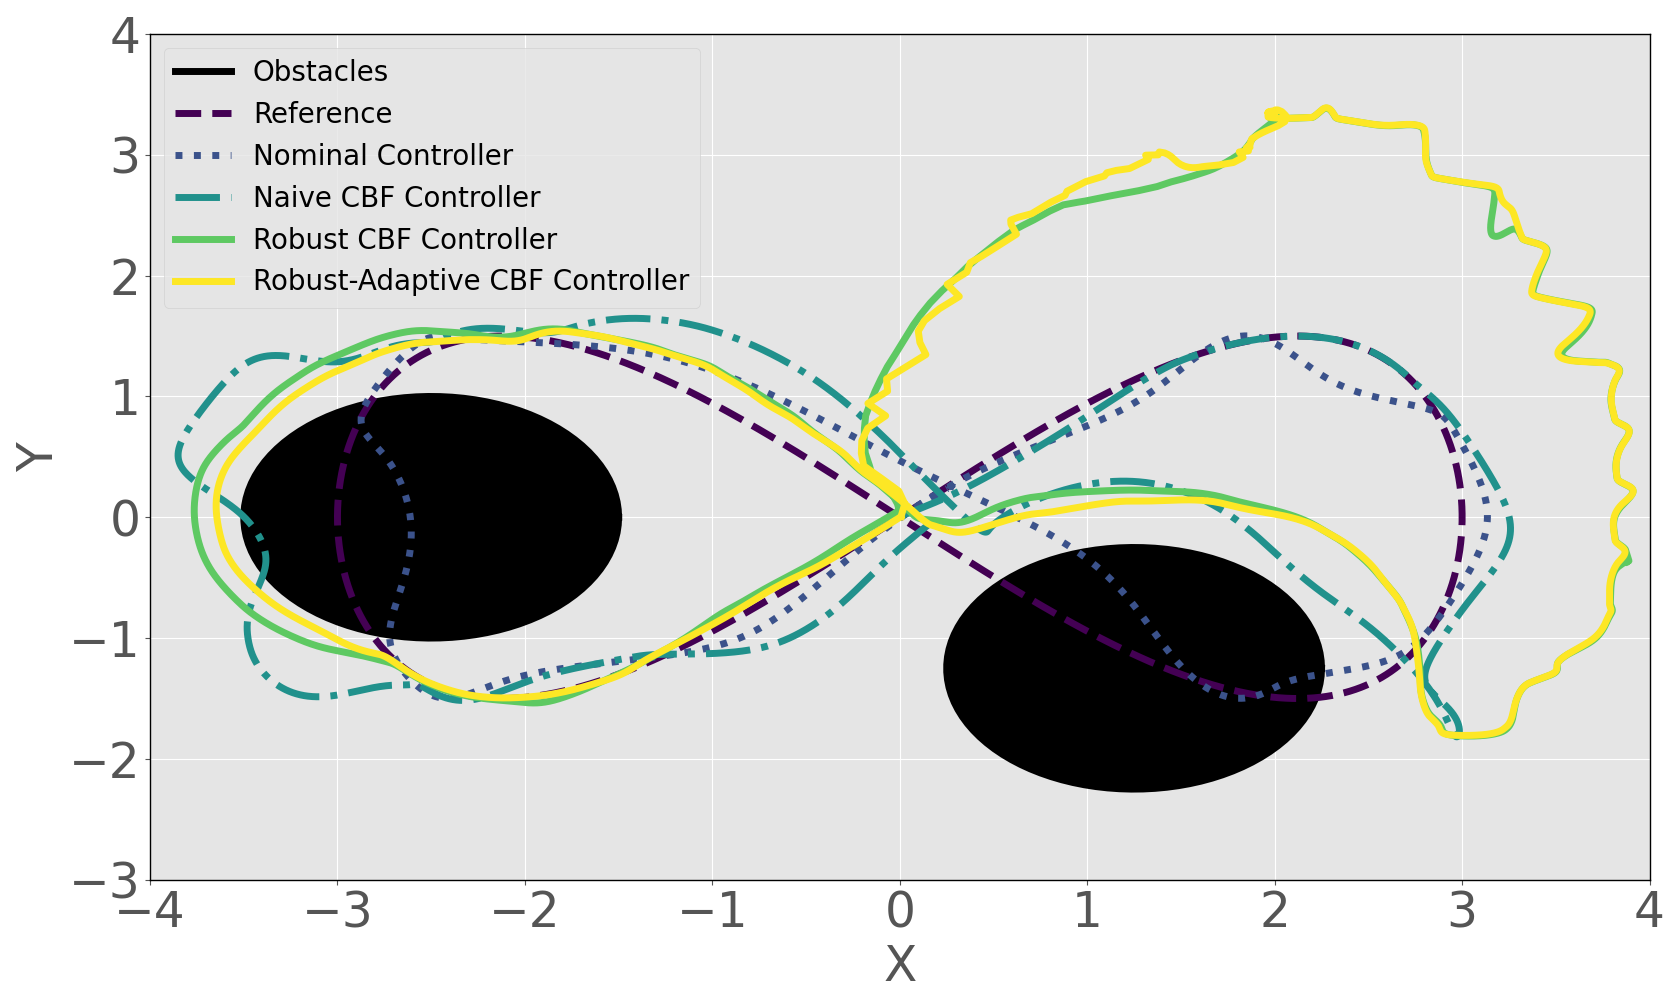 Obstacles
Reference
Nominal Controller
Naive CBF Controller
Robust CBF Controller
Robust-Adaptive CBF Controller
4
3
2
1
0
−1
−2
−3
Y
−4 −3 −2 −1 0 1 2 3 4
X